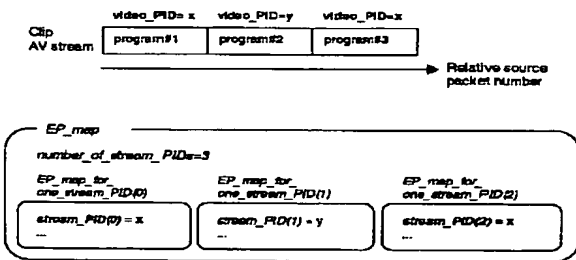 video_PID= x video_PID=y video_PID=x
Clip
AV stream
program#1 program#2 program#3
Relative source
packet number
EP_map
number_of_stream_PIDs=3
EP_map_for_
one_stream_PID(0)
EP_map_for_
one_stream_PID(1)
EP_map_for_
one_stream_PID(2)
stream_PID(0) = x
...
stream_PID(1) = y
...
stream_PID(2) = x
...